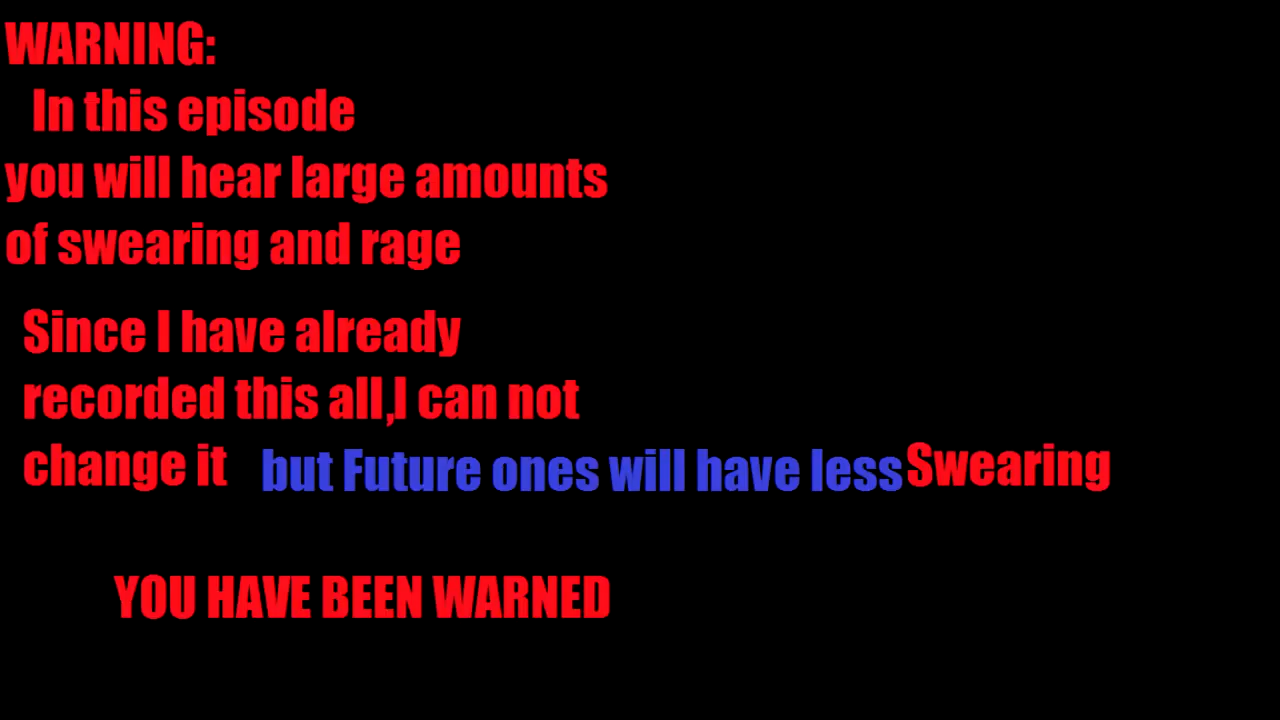 WARNING:
In this episode
you will hear large amounts
of swearing and rage
Since I have already
recorded this all,I can not
change it but Future ones will have less Swearing
YOU HAVE BEEN WARNED